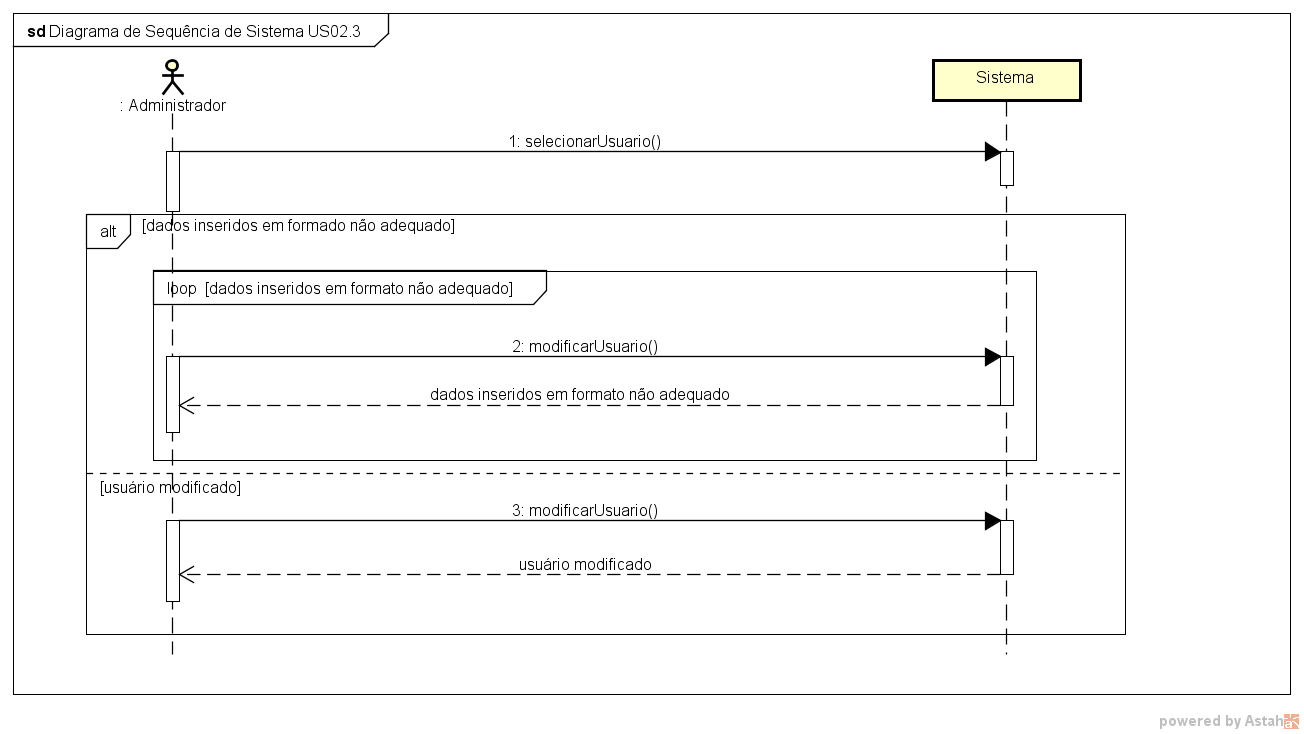 sd Diagrama de Sequência de Sistema US02.3
: Administrador
Sistema
1: selecionarUsuario()
alt
[dados inseridos em formado não adequado]
loop [dados inseridos em formato não adequado]
2: modificarUsuario()
dados inseridos em formato não adequado
[usuário modificado]
3: modificarUsuario()
usuário modificado
powered by Astah